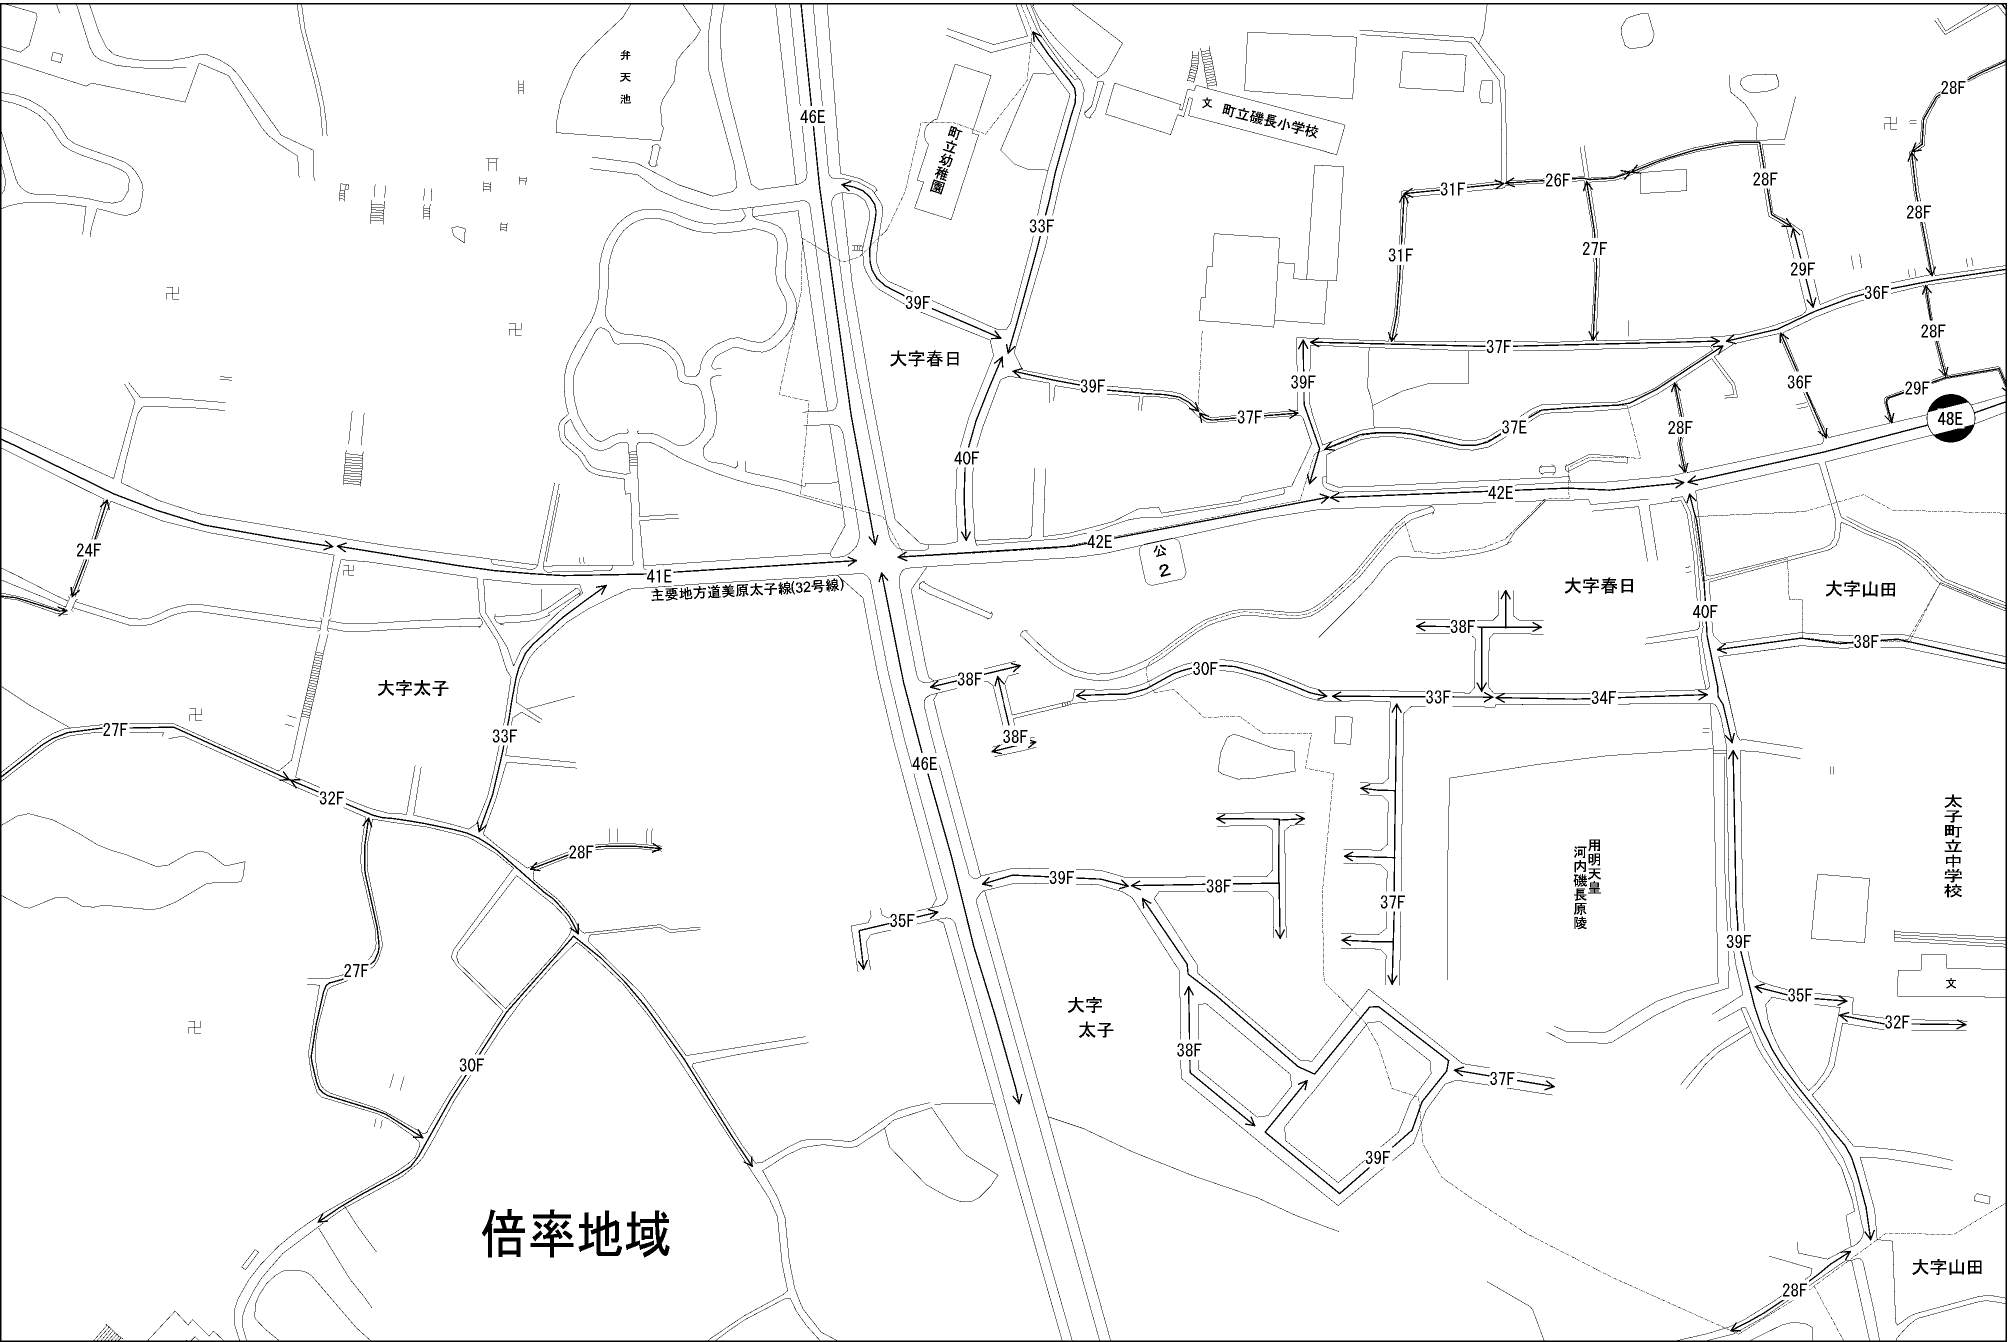 弁天池
46E
文 町立磯長小学校
28F
町立幼稚園
31F
26F
28F
33F
28F
31F
27F
29F
36F
39F
28F
大字春日
37F
39F
39F
36F
29F
37F
48E
37E
28F
40F
42E
24F
42E
公
2
41E
主要地方道美原太子線(32号線)
大字春日
大字山田
40F
38F
38F
大字太子
38F
30F
33F
34F
27F
33F
38F
46E
32F
太子町立中学校
28F
用明天皇
河内磯長原陵
39F
38F
37F
35F
39F
27F
文
35F
大字
太子
32F
38F
30F
37F
39F
倍率地域
大字山田
28F